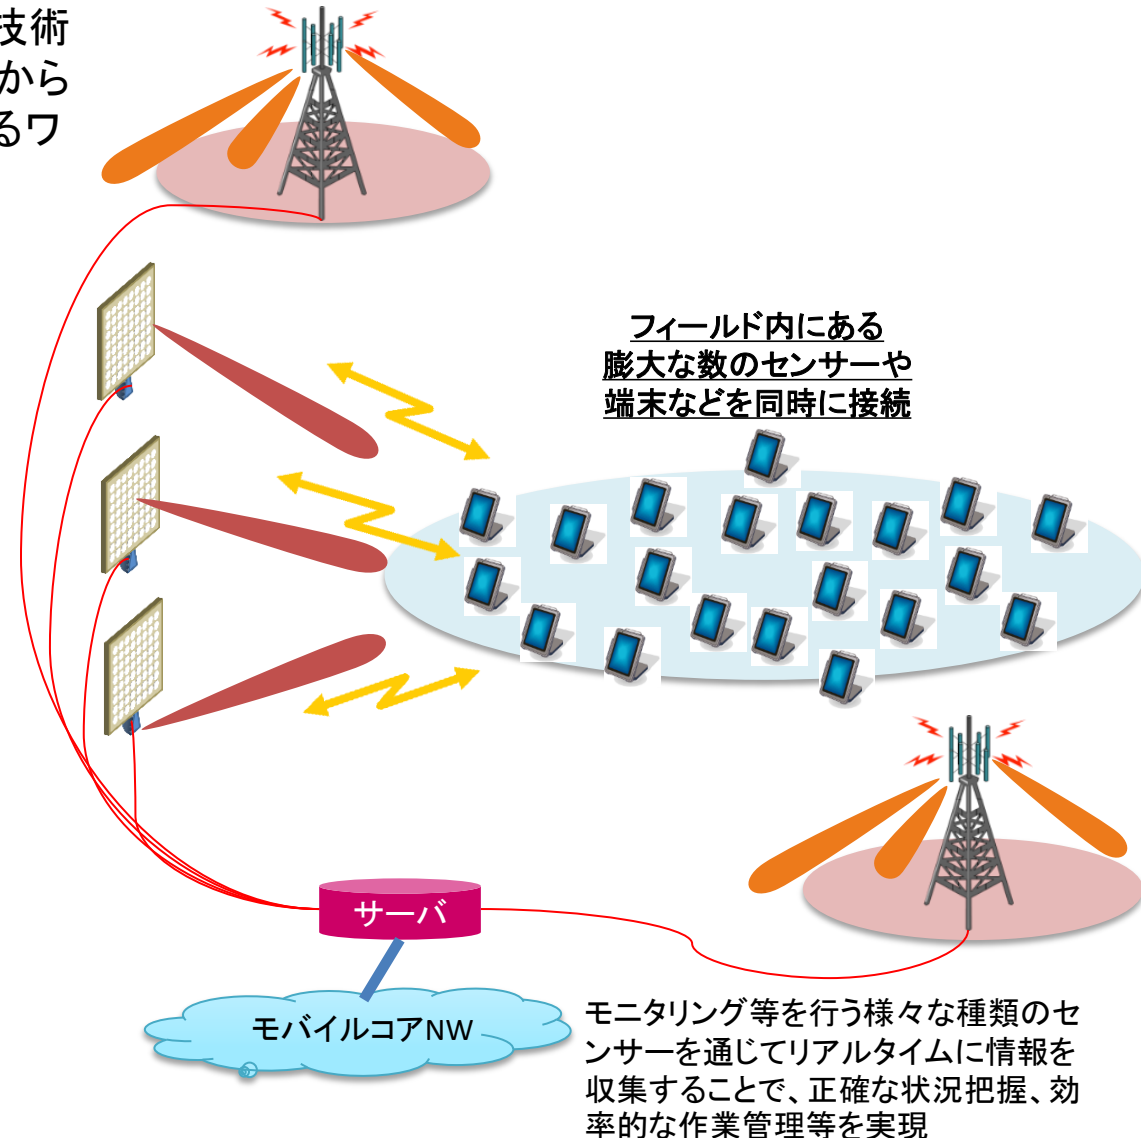 技術
から
るワ
フィールド内にある
膨大な数のセンサーや
端末などを同時に接続
サーバ
モバイルコアNW
モニタリング等を行う様々な種類のセ
ンサーを通じてリアルタイムに情報を
収集することで、正確な状況把握、効
率的な作業管理等を実現